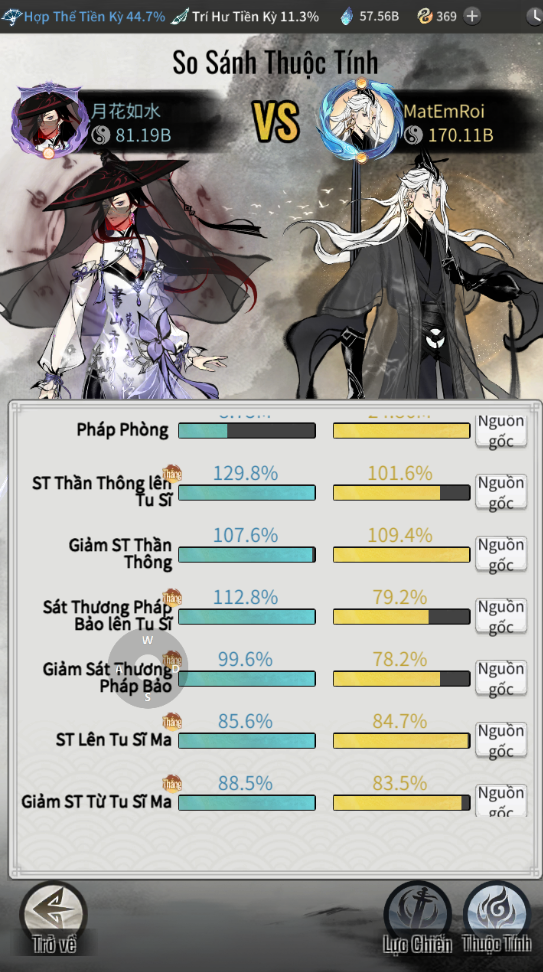 Hợp Thể Tiền Kỳ 44.7% Trí Hư Tiền Kỳ 11.3% 57.56B 369
So Sánh Thuộc Tính
月花如水
81.19B
VS
MatEmRoi
170.11B
Pháp Phòng
Nguồn
gốc
ST Thần Thông lên
Tu Sĩ
Thắng
129.8%
101.6%
Nguồn
gốc
Giảm ST Thần
Thông
107.6%
109.4%
Nguồn
gốc
Sát Thương Pháp
Bảo lên Tu Sĩ
Thắng
112.8%
79.2%
Nguồn
gốc
Giảm Sát Thương
Pháp Bảo
Thắng
99.6%
78.2%
Nguồn
gốc
W
A
D
S
ST Lên Tu Sĩ Ma
Thắng
85.6%
84.7%
Nguồn
gốc
Giảm ST Từ Tu Sĩ Ma
Thắng
88.5%
83.5%
Nguồn
gốc
Trở về
Lực Chiến
Thuộc Tính